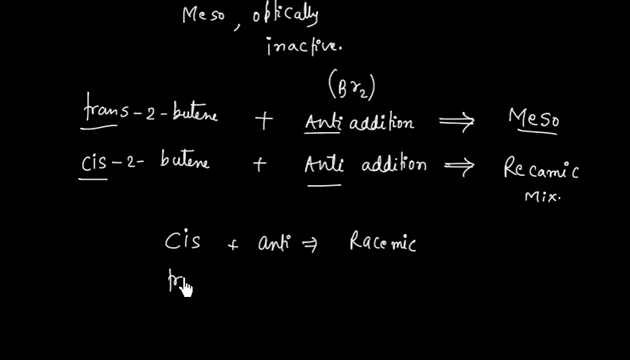 Meso, optically
inactive.
(Br2)
trans-2-butene + Anti addition ⇒ Meso
cis-2-butene + Anti addition ⇒ Recamic
Mix.
Cis + anti ⇒ Racemic
tr